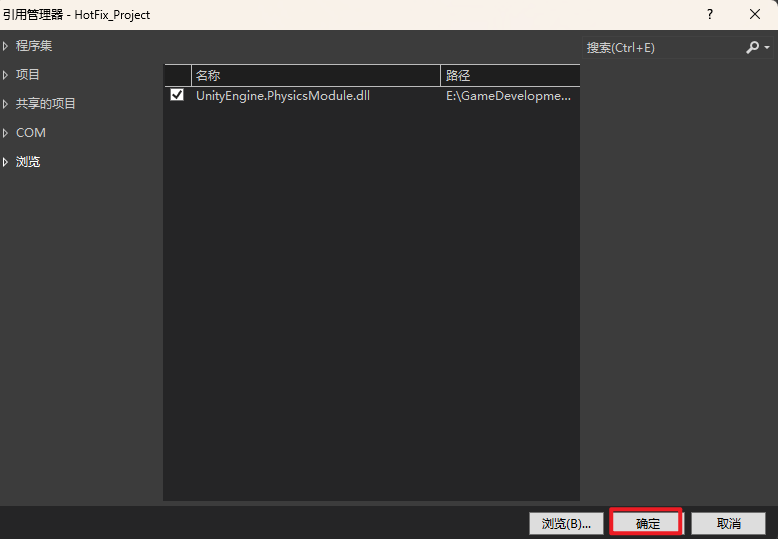 引用管理器 - HotFix_Project
?
程序集
项目
共享的项目
COM
浏览
搜索(Ctrl+E)
名称 路径
UnityEngine.PhysicsModule.dll E:\GameDevelopme...
浏览(B)... 确定 取消